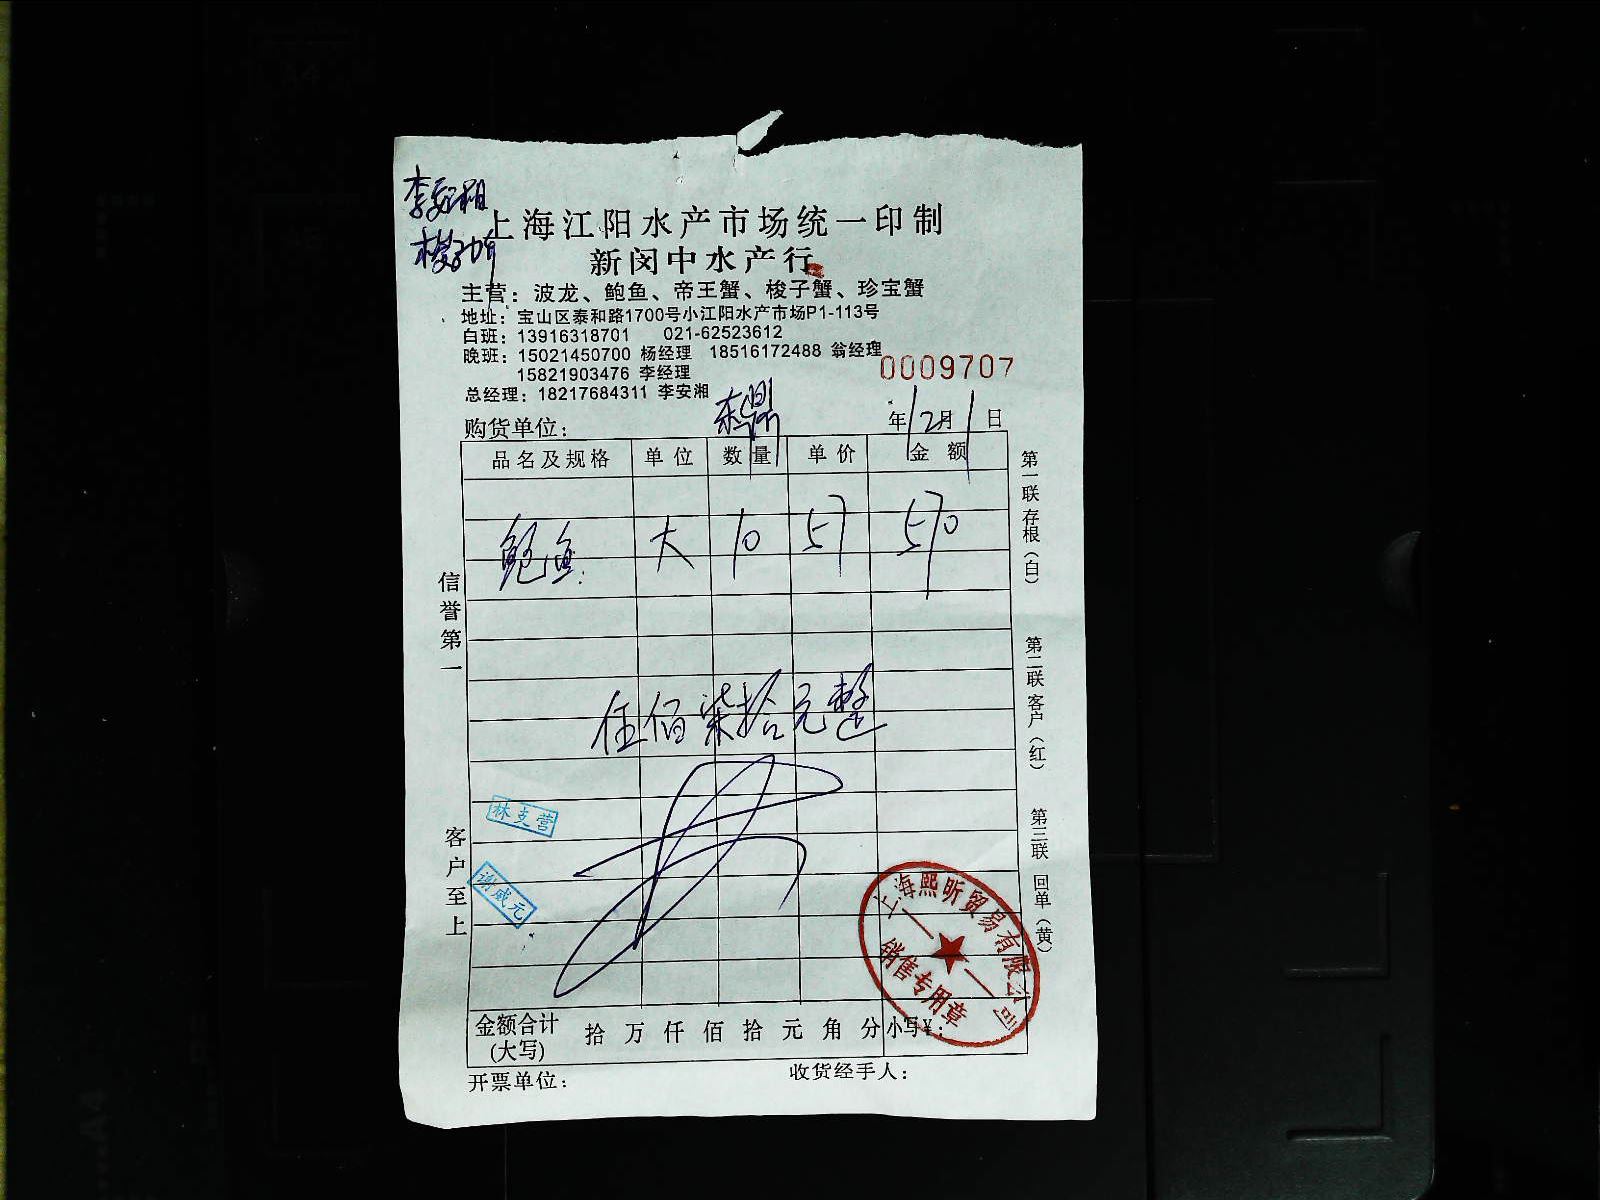 上海江阳水产市场统一印制
新闵中水产行
主营：波龙、鲍鱼、帝王蟹、梭子蟹、珍宝蟹
地址：宝山区泰和路1700号小江阳水产市场P1-113号
白班：13916318701 021-62523612
晚班：15021450700 杨经理 18516172488 翁经理
15821903476 李经理
0009707
总经理：18217684311 李安湘
购货单位：
年12月1日
品名及规格 单位 数量 单价 金额
鲍鱼 大 10 57 570
伍佰柒拾元整
信誉第一
客户至上
第一联存根（白）
第二联客户（红）
第三联回单（黄）
林支营
谢威元
上海熙昕贸易有限公司
销售专用章
金额合计(大写) 拾 万 仟 佰 拾 元 角 分 小写¥：
开票单位： 收货经手人：